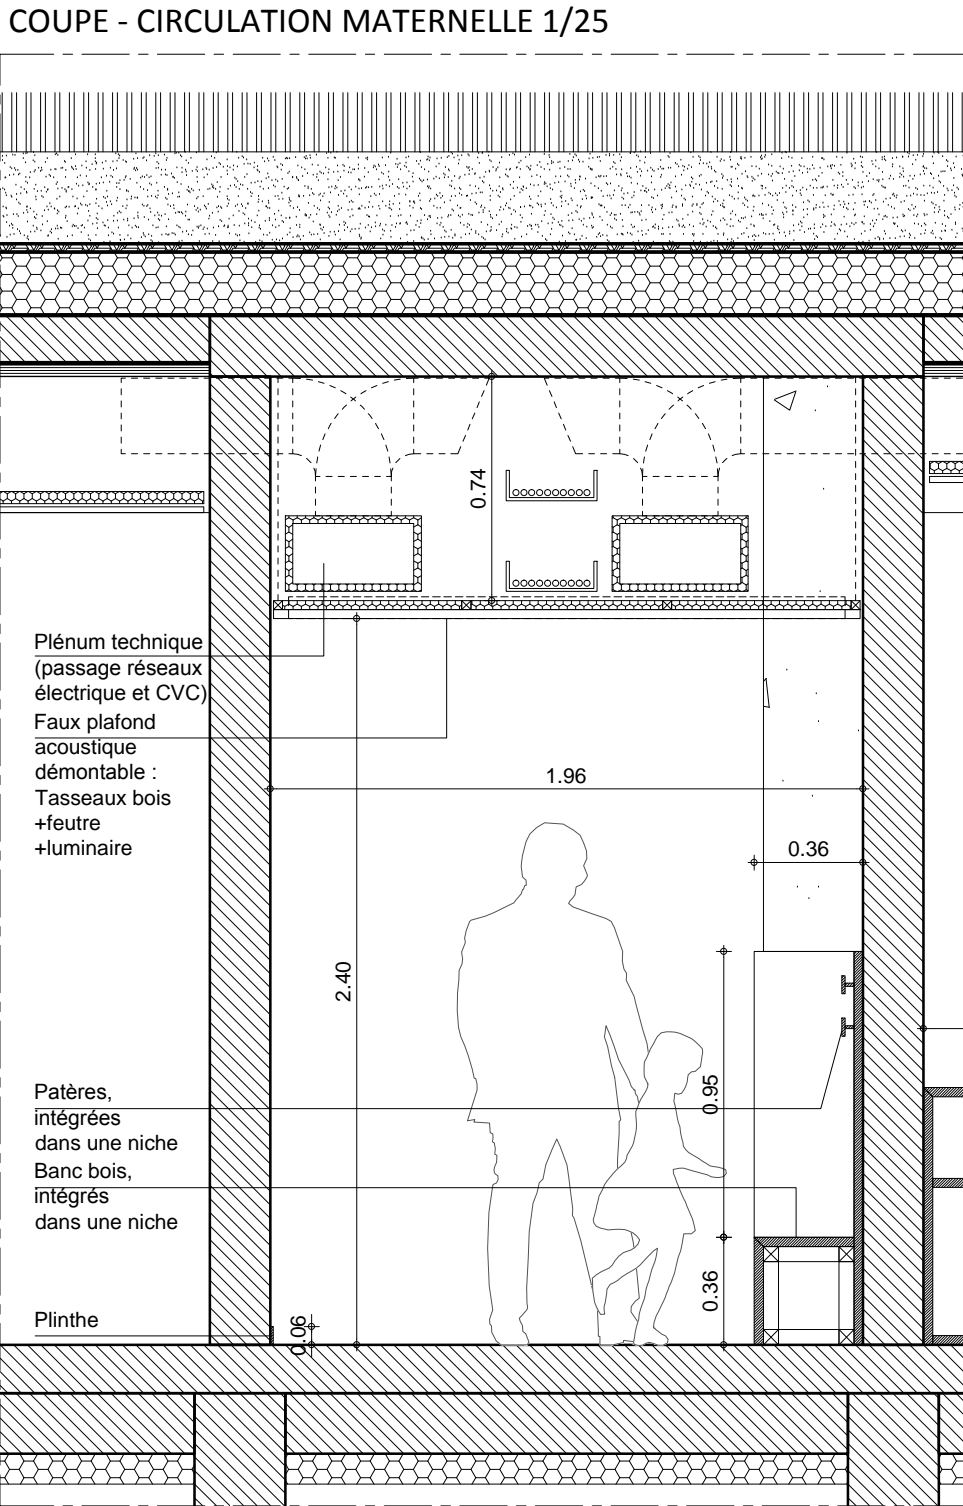 COUPE - CIRCULATION MATERNELLE 1/25
0.74
Plénum technique
(passage réseaux
électrique et CVC)
Faux plafond
acoustique
démontable :
Tasseaux bois
+feutre
+luminaire
1.96
0.36
2.40
0.95
Patères,
intégrées
dans une niche
Banc bois,
intégrés
dans une niche
0.36
Plinthe
0.06